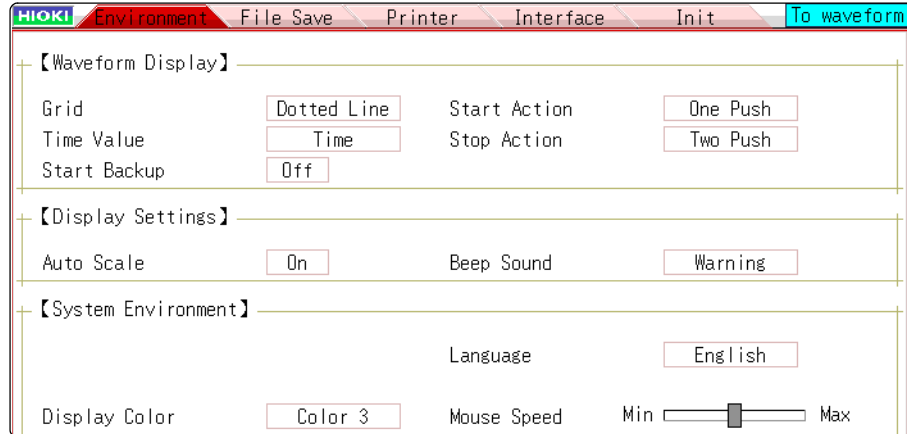 HIOKI Environment File Save Printer Interface Init To waveform
【Waveform Display】
Grid Dotted Line Start Action One Push
Time Value Time Stop Action Two Push
Start Backup Off
【Display Settings】
Auto Scale On Beep Sound Warning
【System Environment】
Language English
Display Color Color 3 Mouse Speed Min Max